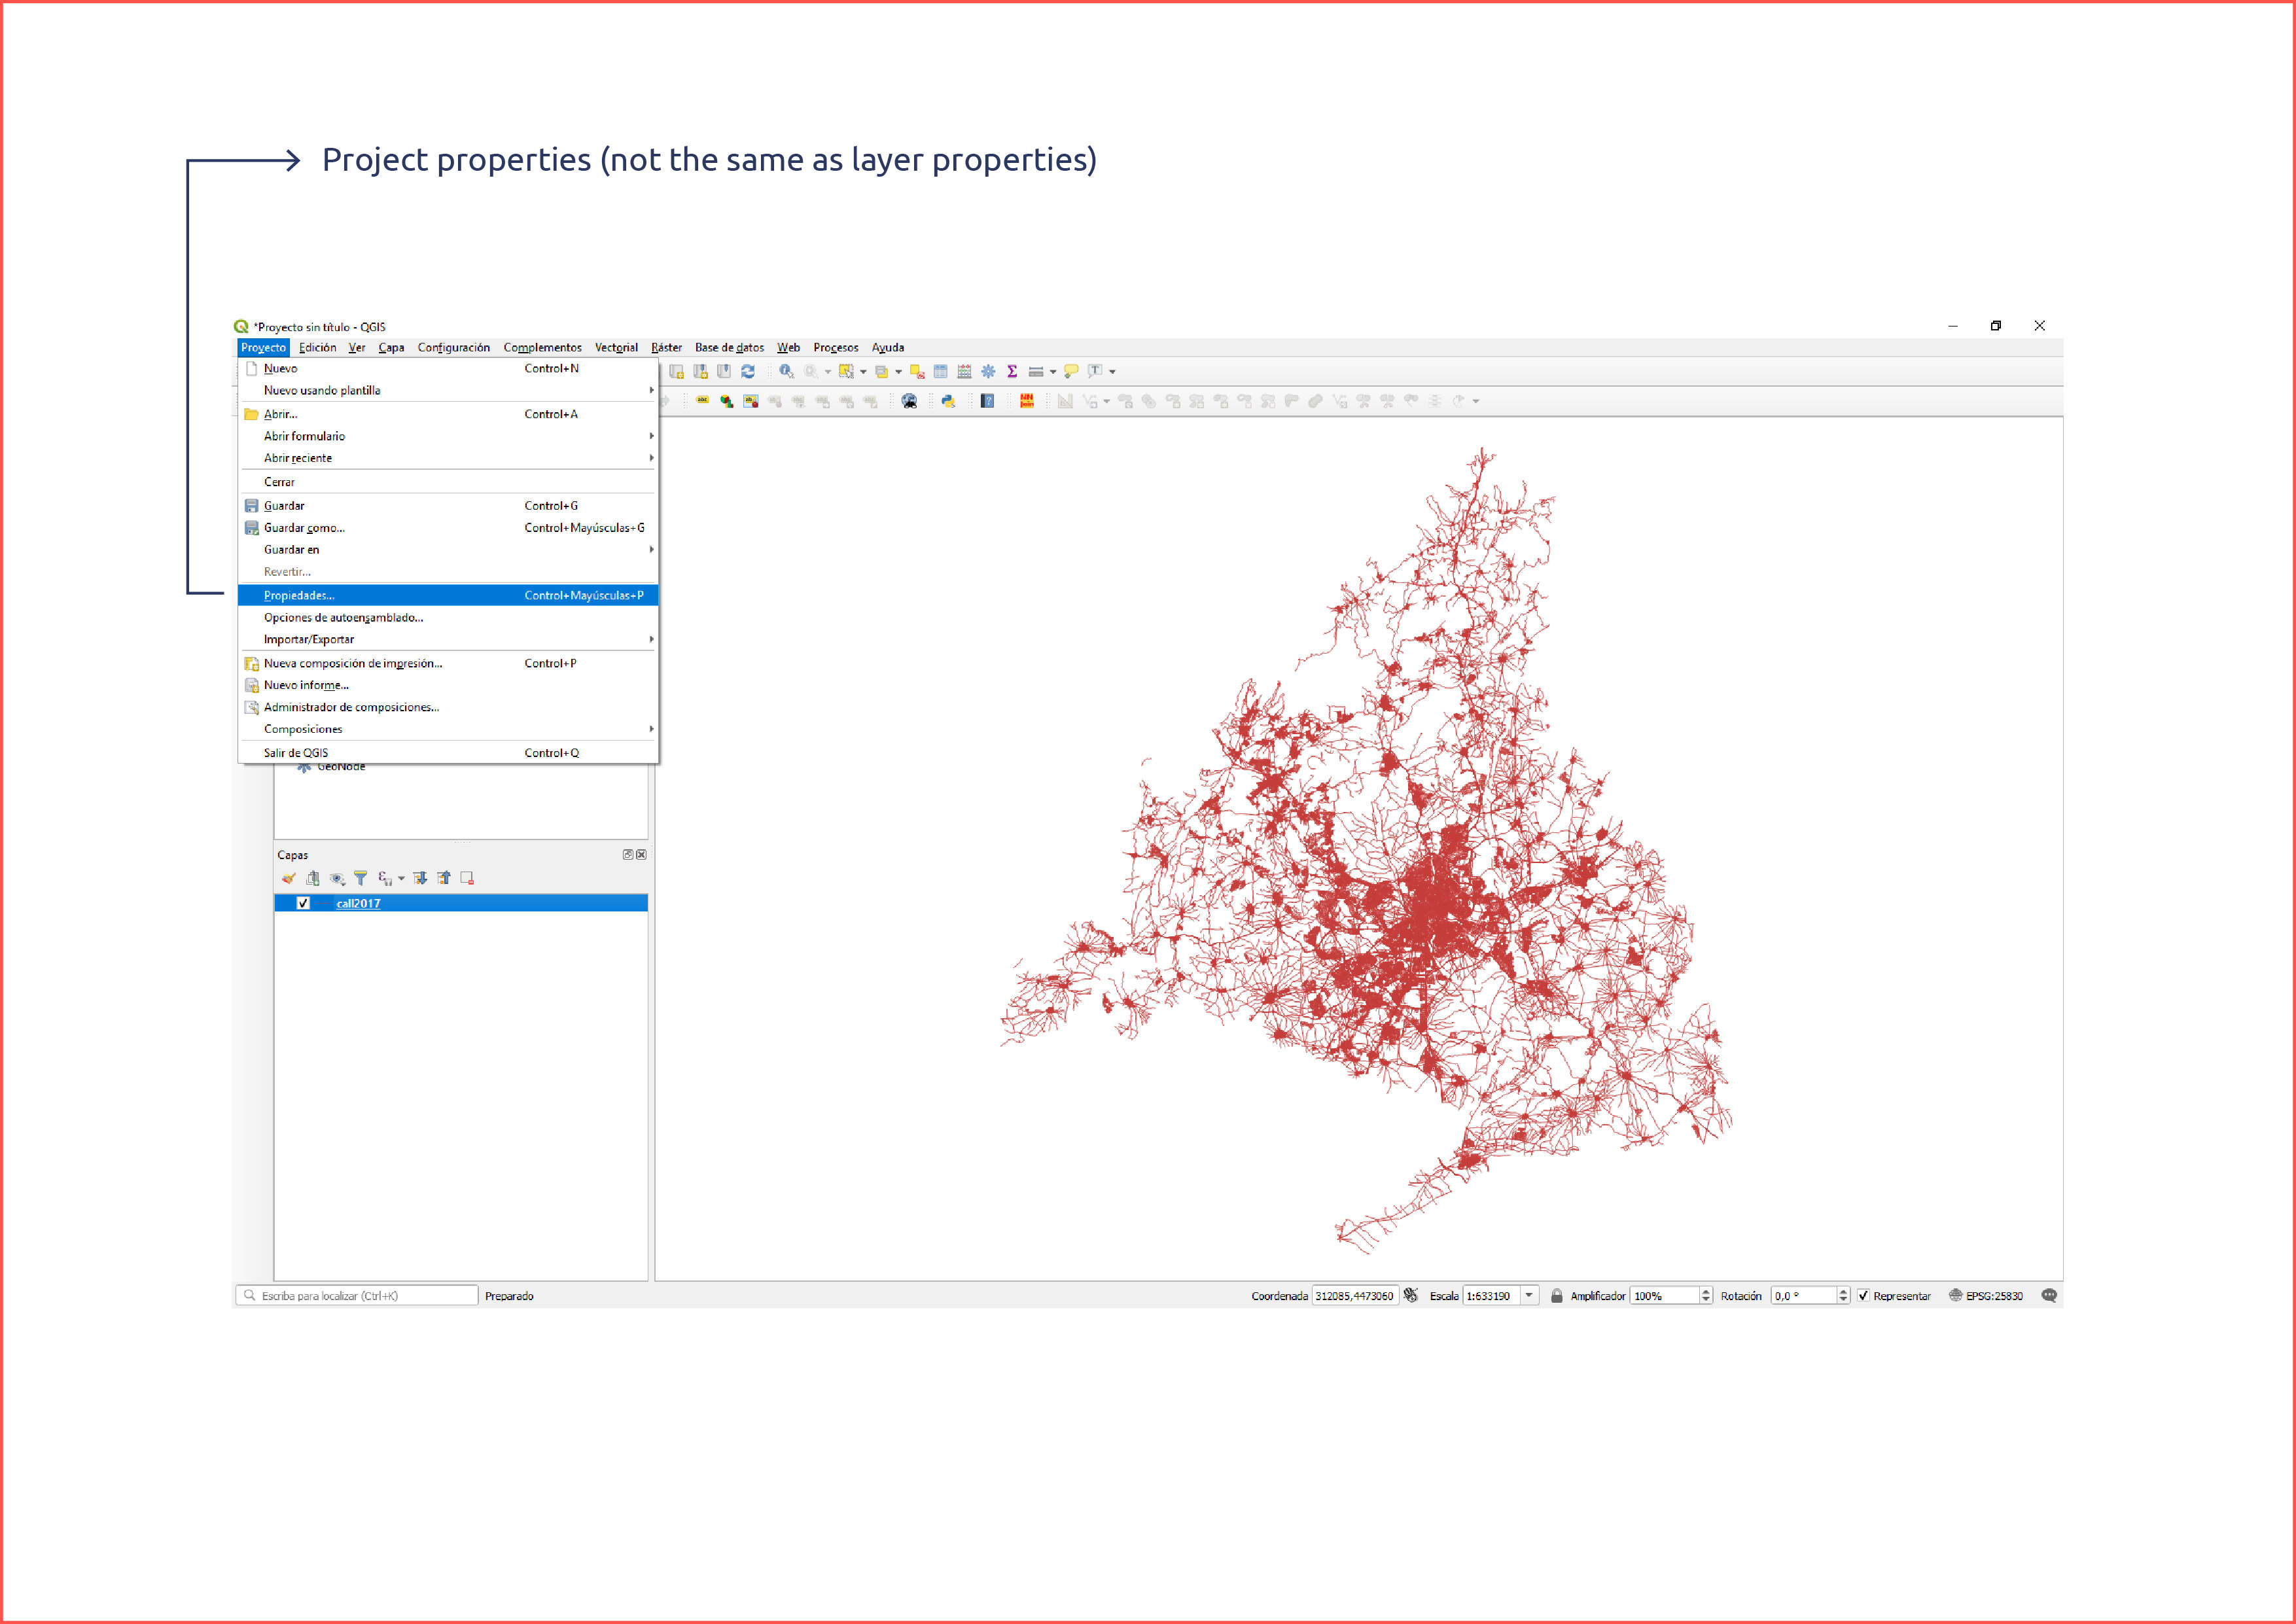 Project properties (not the same as layer properties)
*Proyecto sin título - QGIS
Proyecto Edición Ver Capa Configuración Complementos Vectorial Ráster Base de datos Web Procesos Ayuda
Nuevo Control+N
Nuevo usando plantilla
Abrir... Control+A
Abrir formulario
Abrir reciente
Cerrar
Guardar Control+G
Guardar como... Control+Mayúsculas+G
Guardar en
Revertir...
Propiedades... Control+Mayúsculas+P
Opciones de autoensamblado...
Importar/Exportar
Nueva composición de impresión... Control+P
Nuevo informe...
Administrador de composiciones...
Composiciones
Salir de QGIS Control+Q
GeoNode
Capas
call2017
Escriba para localizar (Ctrl+K) Preparado Coordenada 312085,4473060 Escala 1:633190 Amplificador 100% Rotación 0,0 ° Representar EPSG:25830